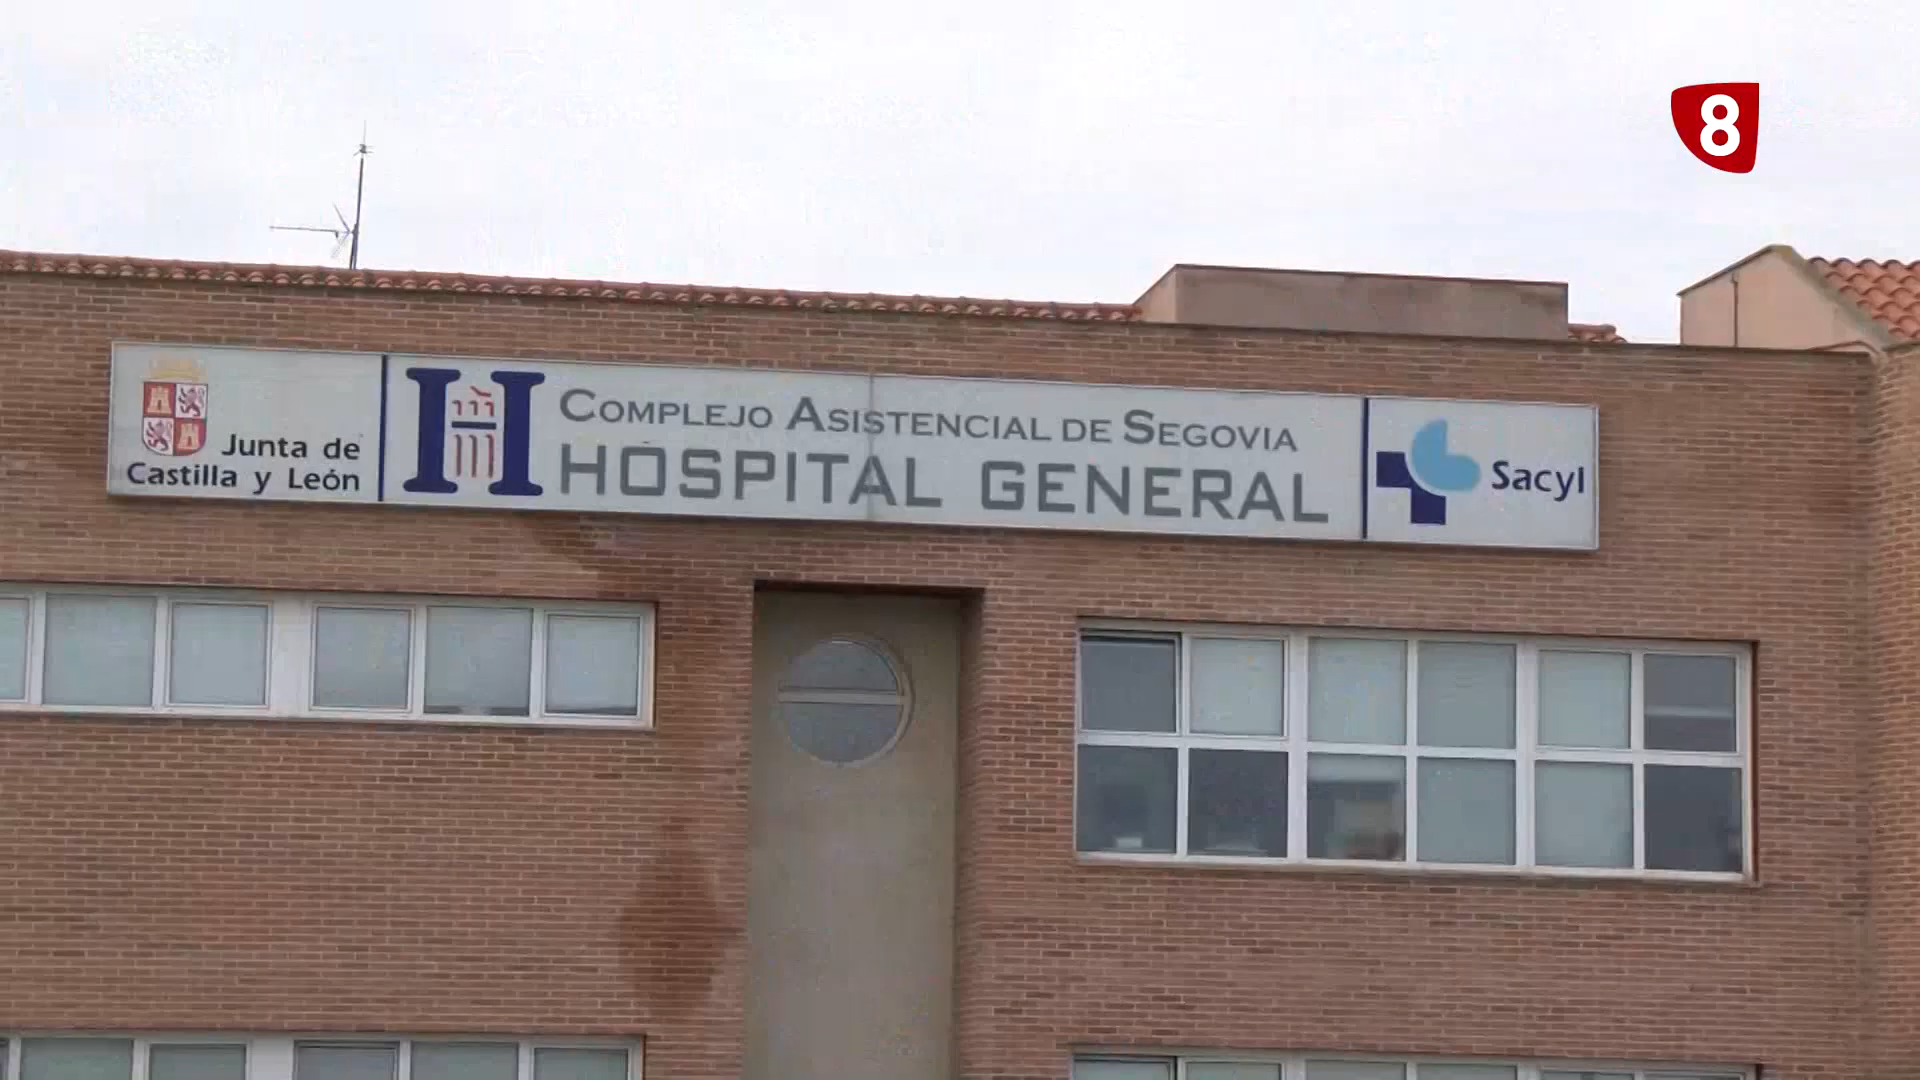 8
Junta de
Castilla y León
H
COMPLEJO ASISTENCIAL DE SEGOVIA
HOSPITAL GENERAL
Sacyl